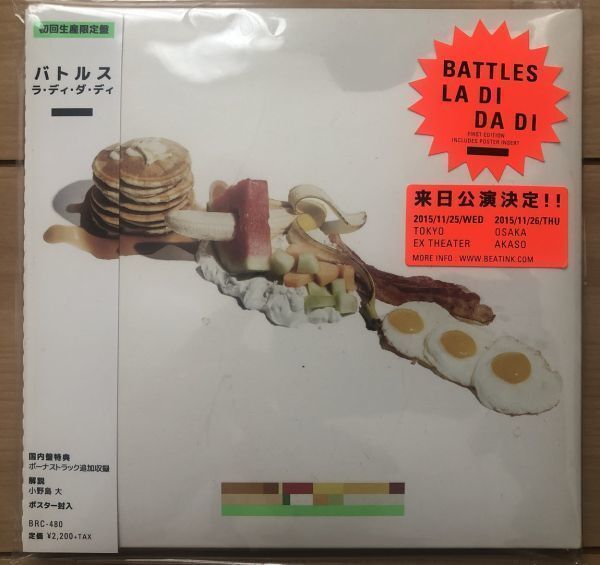 初回生産限定盤
バトルス
ラ・ディ・ダ・ディ
国内盤特典
ボーナストラック追加収録
解説
小野島 大
ポスター封入
BRC-480
定価 ¥2,200+TAX
BATTLES
LA DI
DA DI
FIRST EDITION
INCLUDES POSTER INSERT
来日公演決定!!
2015/11/25/WED 2015/11/26/THU
TOKYO OSAKA
EX THEATER AKASO
MORE INFO : WWW.BEATINK.COM